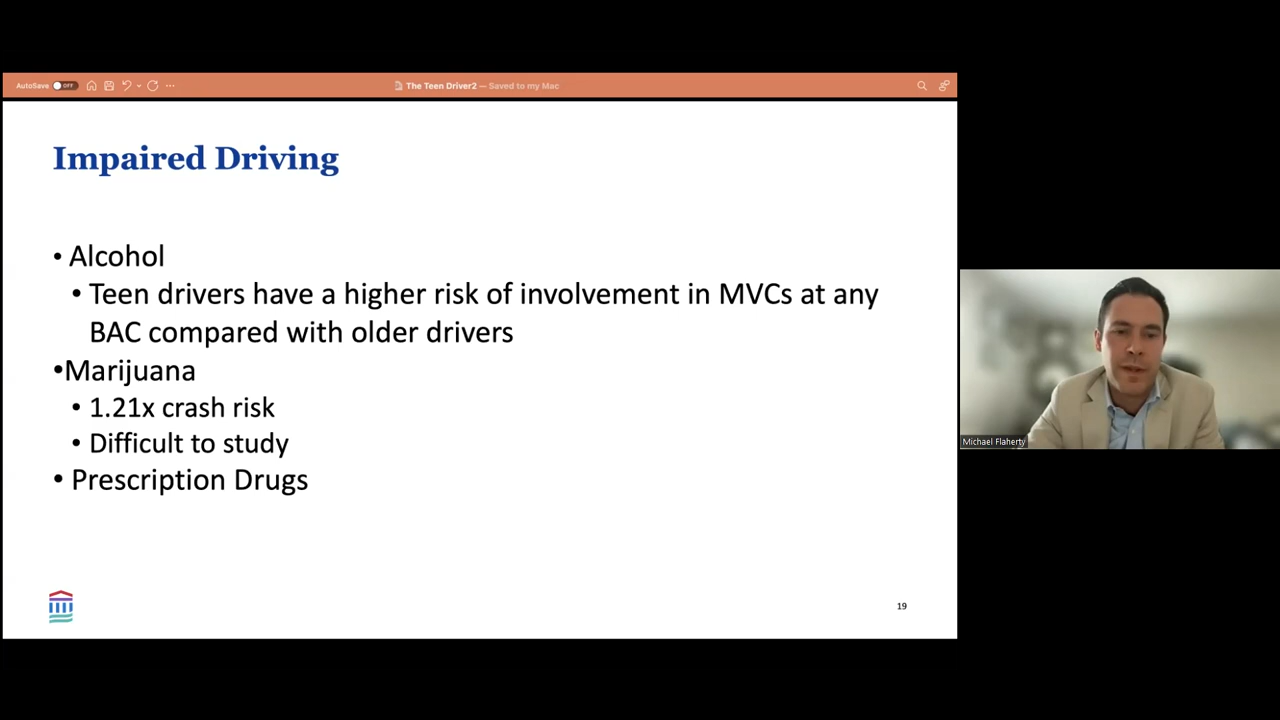 AutoSave OFF
The Teen Driver2 — Saved to my Mac
Impaired Driving
• Alcohol
• Teen drivers have a higher risk of involvement in MVCs at any
BAC compared with older drivers
•Marijuana
• 1.21x crash risk
• Difficult to study
• Prescription Drugs
Michael Flaherty
19